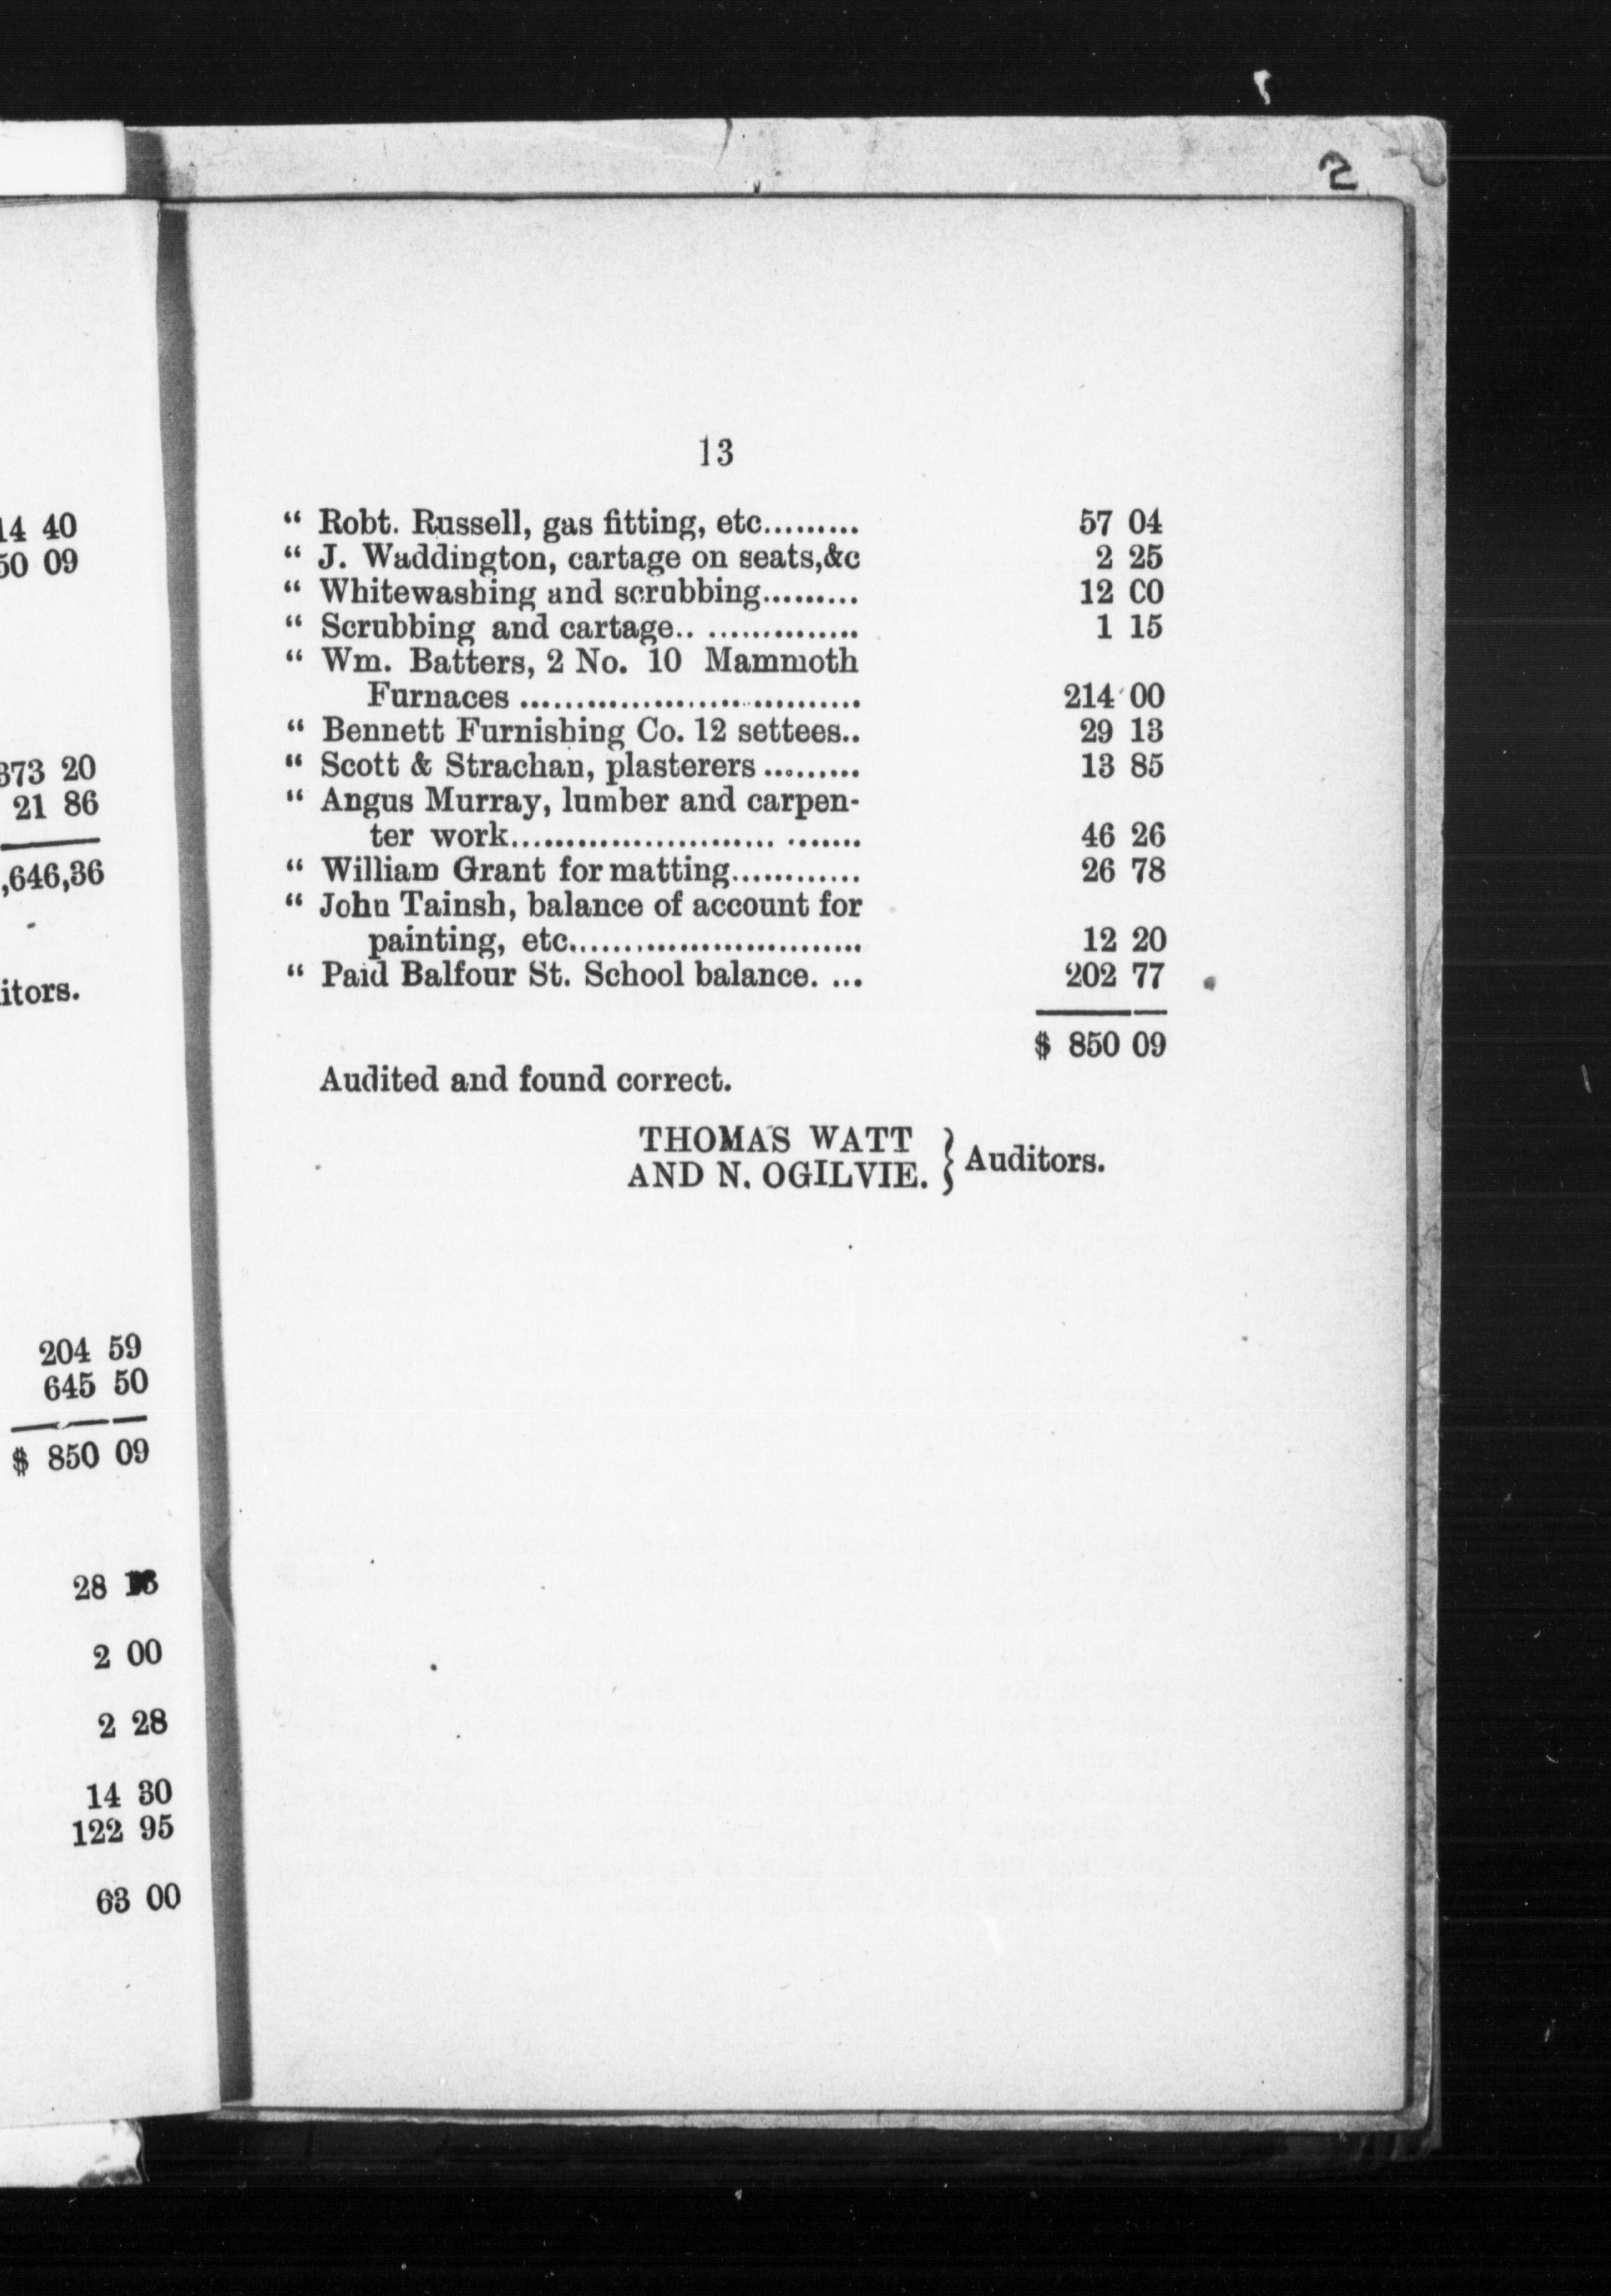 2
14 40
50 09
373 20
21 86
,646,36
itors.
204 59
645 50
$ 850 09
28
2 00
2 28
14 30
122 95
63 00
13
“ Robt. Russell, gas fitting, etc......... 57 04
“ J. Waddington, cartage on seats,&c 2 25
“ Whitewashing and scrubbing......... 12 C0
“ Scrubbing and cartage.. ............... 1 15
“ Wm. Batters, 2 No. 10 Mammoth
Furnaces ................................. 214 00
“ Bennett Furnishing Co. 12 settees.. 29 13
“ Scott & Strachan, plasterers ......... 13 85
“ Angus Murray, lumber and carpen-
ter work......................... ....... 46 26
“ William Grant for matting............ 26 78
“ John Tainsh, balance of account for
painting, etc............................ 12 20
“ Paid Balfour St. School balance. ... 202 77
$ 850 09
Audited and found correct.
THOMAS WATT
AND N. OGILVIE. } Auditors.